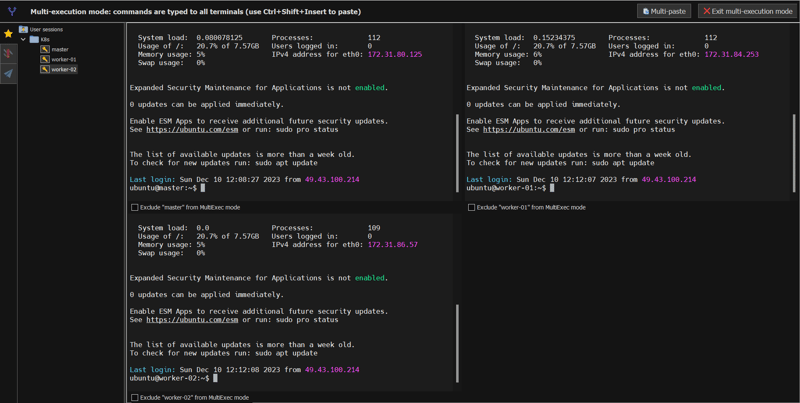 Multi-execution mode: commands are typed to all terminals (use Ctrl+Shift+Insert to paste)
Multi-paste
Exit multi-execution mode
User sessions
K8s
master
worker-01
worker-02
System load:  0.080078125     Processes:             112
Usage of /:   20.7% of 7.57GB   Users logged in:       0
Memory usage: 5%              IPv4 address for eth0: 172.31.80.125
Swap usage:   0%
Expanded Security Maintenance for Applications is not enabled.
0 updates can be applied immediately.
Enable ESM Apps to receive additional future security updates.
See https://ubuntu.com/esm or run: sudo pro status
The list of available updates is more than a week old.
To check for new updates run: sudo apt update
Last login: Sun Dec 10 12:08:27 2023 from 49.43.100.214
ubuntu@master:~$
Exclude "master" from MultiExec mode
System load:  0.15234375      Processes:             112
Usage of /:   20.7% of 7.57GB   Users logged in:       0
Memory usage: 6%              IPv4 address for eth0: 172.31.84.253
Swap usage:   0%
Expanded Security Maintenance for Applications is not enabled.
0 updates can be applied immediately.
Enable ESM Apps to receive additional future security updates.
See https://ubuntu.com/esm or run: sudo pro status
The list of available updates is more than a week old.
To check for new updates run: sudo apt update
Last login: Sun Dec 10 12:12:07 2023 from 49.43.100.214
ubuntu@worker-01:~$
Exclude "worker-01" from MultiExec mode
System load:  0.0             Processes:             109
Usage of /:   20.7% of 7.57GB   Users logged in:       0
Memory usage: 5%              IPv4 address for eth0: 172.31.86.57
Swap usage:   0%
Expanded Security Maintenance for Applications is not enabled.
0 updates can be applied immediately.
Enable ESM Apps to receive additional future security updates.
See https://ubuntu.com/esm or run: sudo pro status
The list of available updates is more than a week old.
To check for new updates run: sudo apt update
Last login: Sun Dec 10 12:12:08 2023 from 49.43.100.214
ubuntu@worker-02:~$
Exclude "worker-02" from MultiExec mode